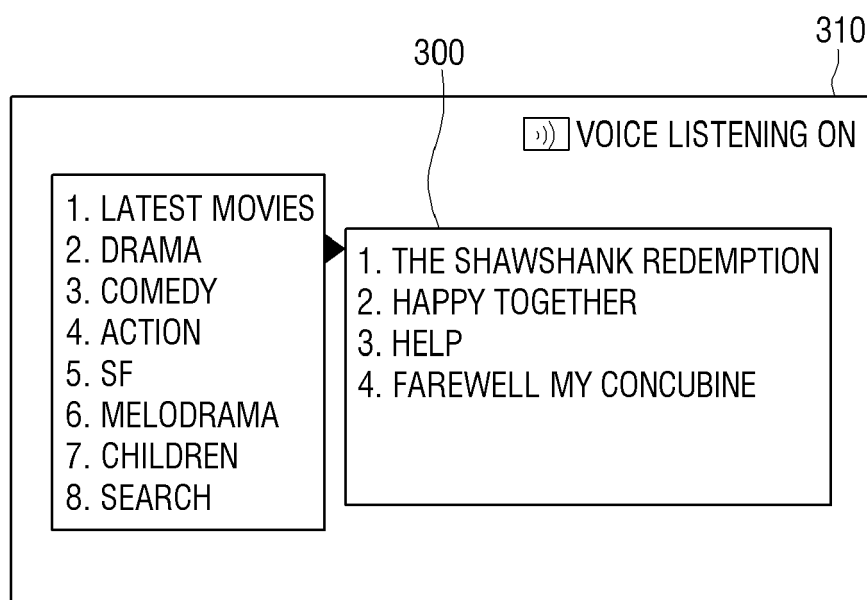 310
300
VOICE LISTENING ON
1. LATEST MOVIES
2. DRAMA
3. COMEDY
4. ACTION
5. SF
6. MELODRAMA
7. CHILDREN
8. SEARCH
1. THE SHAWSHANK REDEMPTION
2. HAPPY TOGETHER
3. HELP
4. FAREWELL MY CONCUBINE